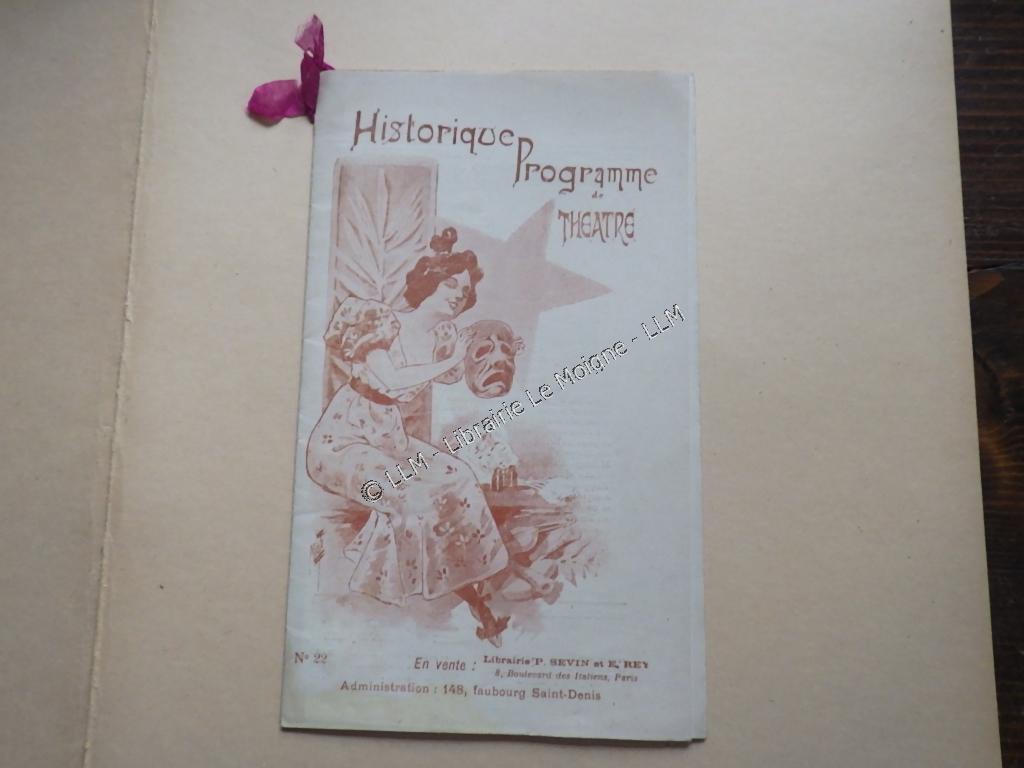 Historique
Programme
de
THEATRE
© LLM - Librairie Le Moigne - LLM
Nº 22
En vente : Librairie P. SEVIN et E. REY
8, Boulevard des Italiens, Paris
Administration : 148, faubourg Saint-Denis